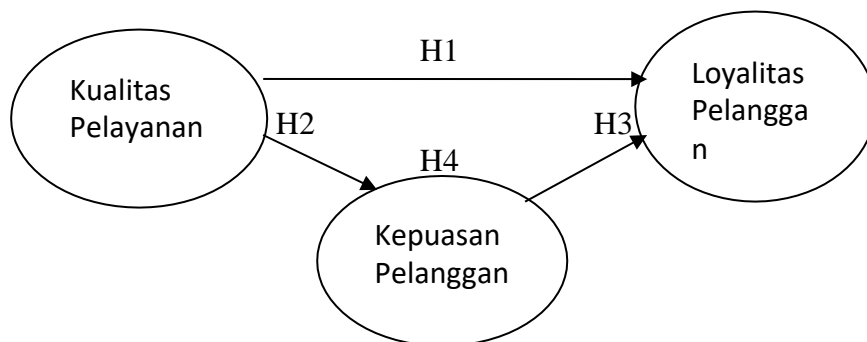 H1
Kualitas
Pelayanan
Loyalitas
Pelangga
n
H2
H3
H4
Kepuasan
Pelanggan